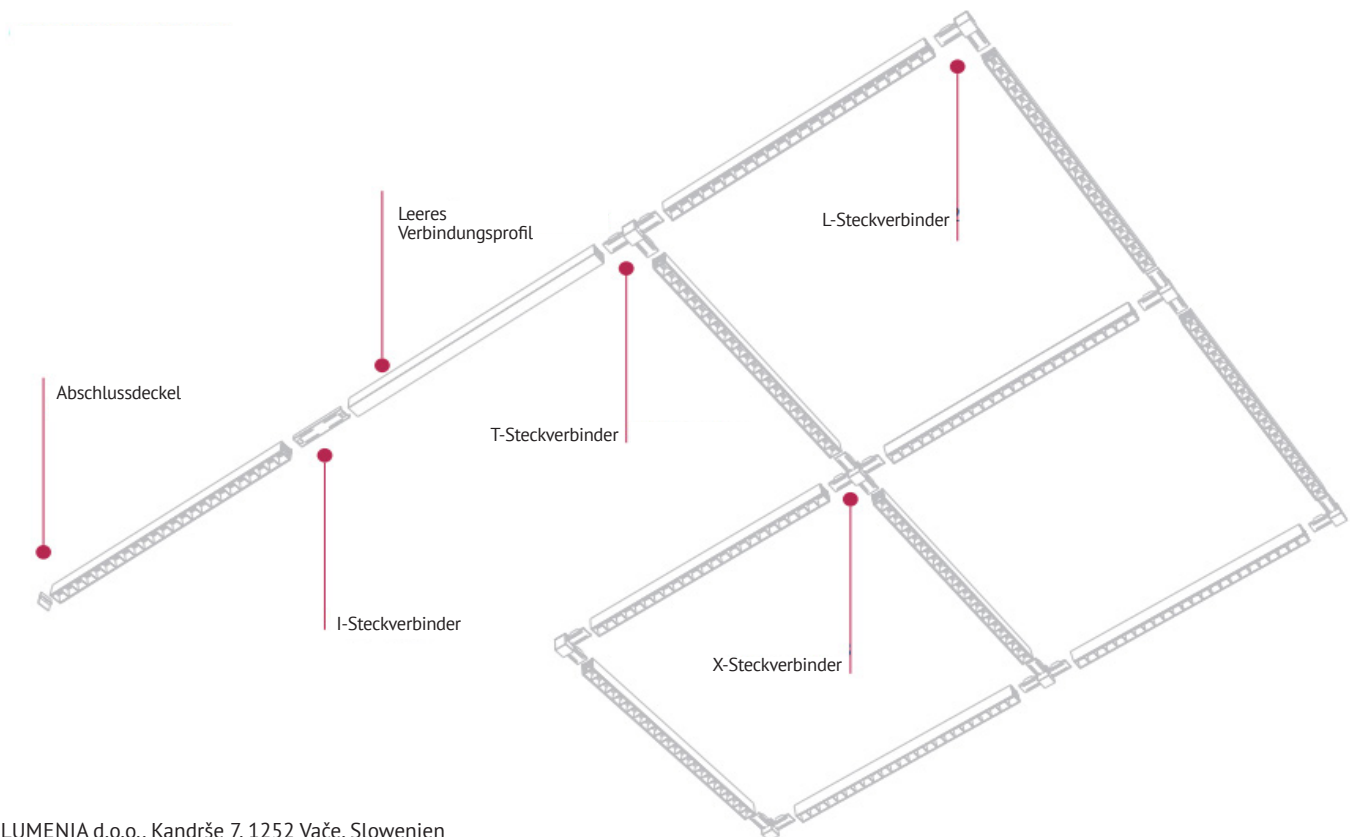 Leeres
Verbindungsprofil
L-Steckverbinder
Abschlussdeckel
T-Steckverbinder
I-Steckverbinder
X-Steckverbinder
LUMENIA d.o.o., Kandrše 7, 1252 Vače, Slowenien